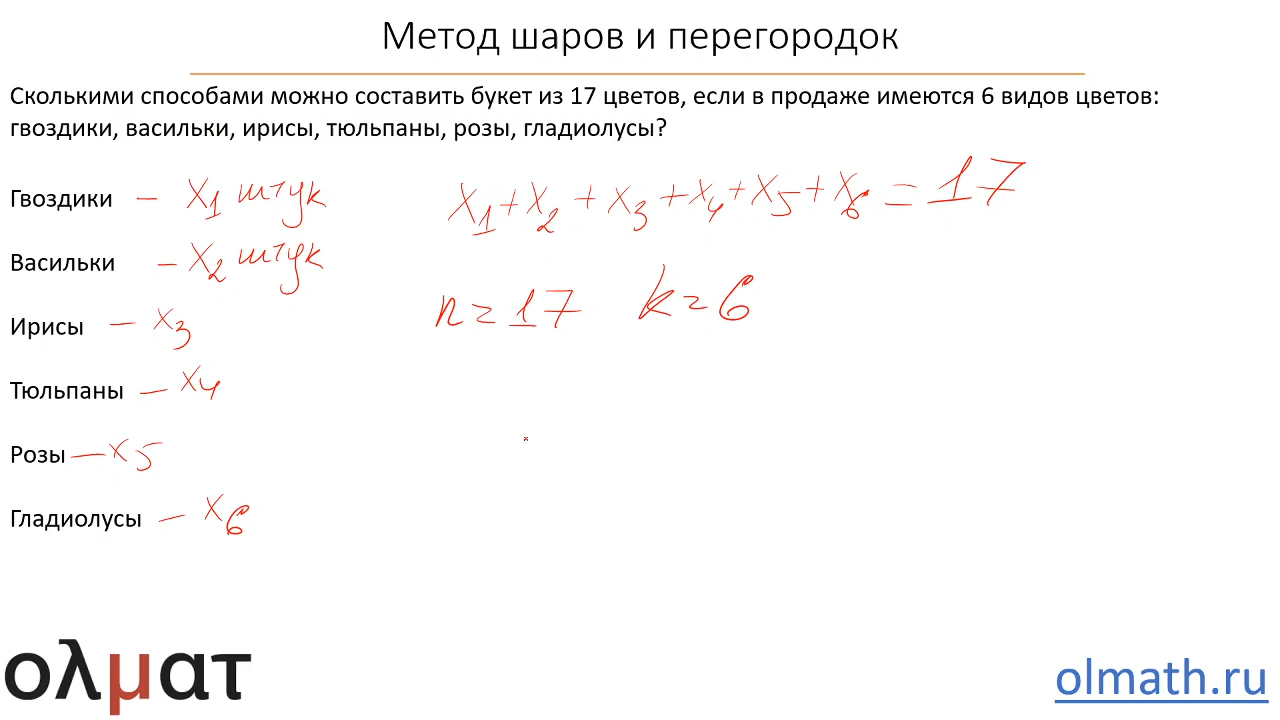 Метод шаров и перегородок
Сколькими способами можно составить букет из 17 цветов, если в продаже имеются 6 видов цветов:
гвоздики, васильки, ирисы, тюльпаны, розы, гладиолусы?
Гвоздики – x₁ штук
x₁ + x₂ + x₃ + x₄ + x₅ + x₆ = 17
Васильки – x₂ штук
n = 17 k = 6
Ирисы – x₃
Тюльпаны – x₄
Розы – x₅
Гладиолусы – x₆
ολματ
olmath.ru